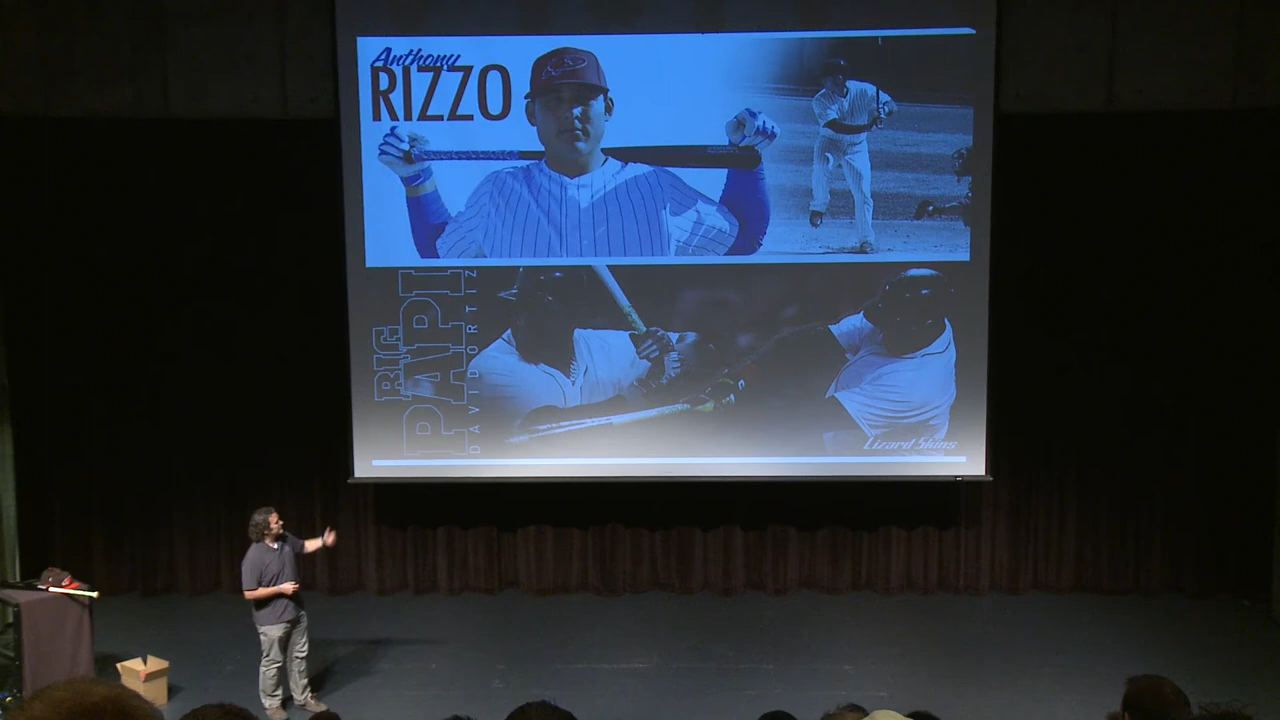 Anthony
RIZZO
BIG
PAPI
DAVID ORTIZ
Lizard Skins